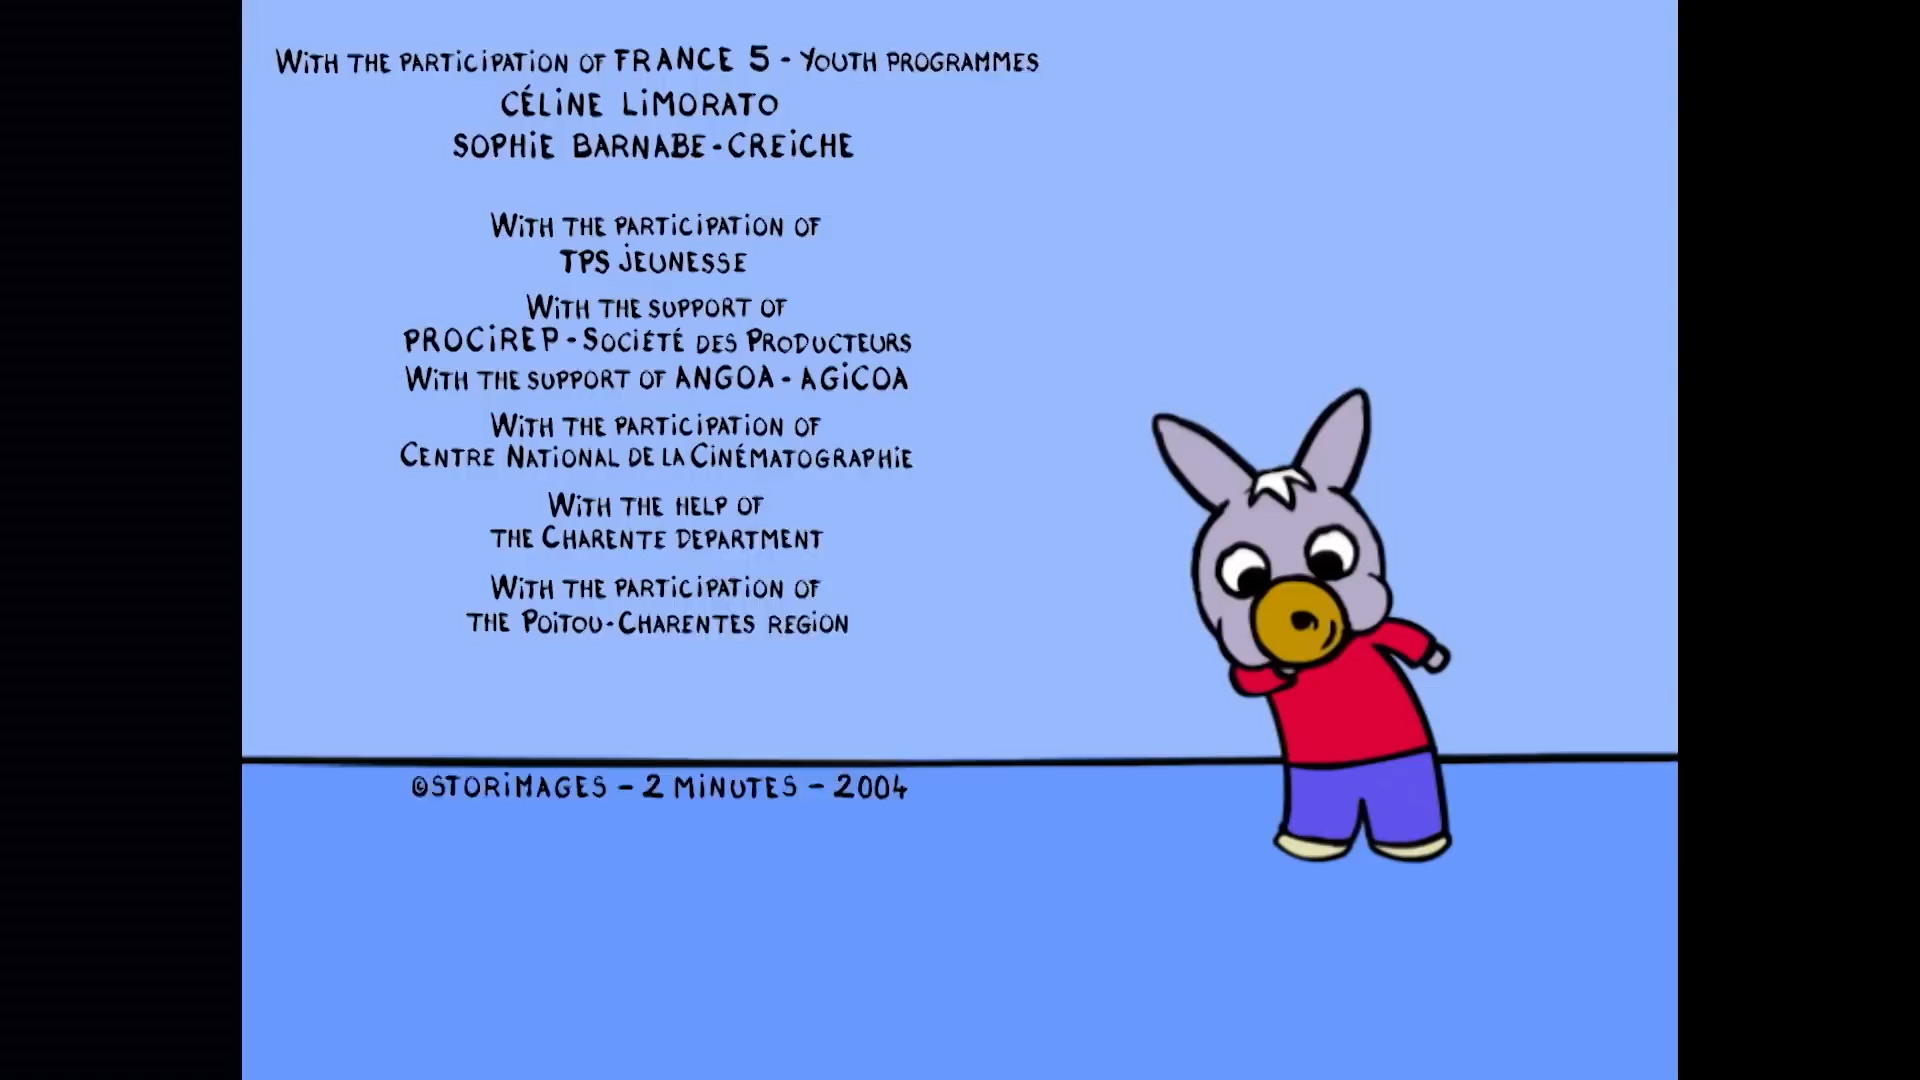 With the participation of FRANCE 5 - Youth programmes
CÉLiNE LiMORATO
SOPHiE BARNABE-CREiCHE
With the participation of
TPS jEUNESSE
With the support of
PROCiREP - Société des Producteurs
With the support of ANGOA - AGiCOA
With the participation of
Centre National de la Cinématographie
With the help of
the Charente department
With the participation of
the Poitou-Charentes region
©STORiMAGES - 2 MiNUTES - 2004